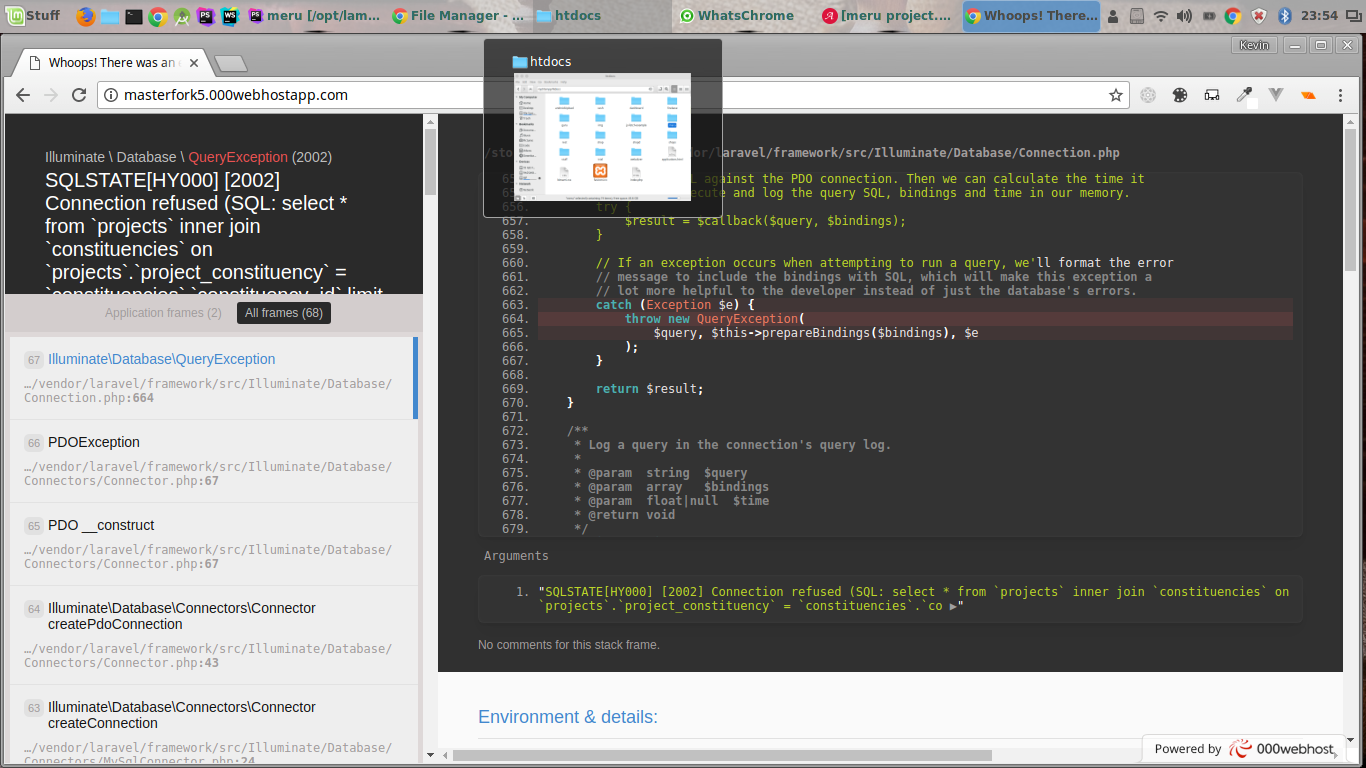 Stuff
PS
WS
PS
meru [/opt/lam...
File Manager - ...
htdocs
WhatsChrome
[meru project....
Whoops! There...
23:54
Kevin
Whoops! There was an
masterfork5.000webhostapp.com
htdocs
Illuminate \ Database \ QueryException (2002)
SQLSTATE[HY000] [2002]
Connection refused (SQL: select *
from `projects` inner join
`constituencies` on
`projects`.`project_constituency` =
`constituencies`.`constituency_id` limit
Application frames (2)
All frames (68)
67 Illuminate\Database\QueryException
…/vendor/laravel/framework/src/Illuminate/Database/
Connection.php:664
66 PDOException
…/vendor/laravel/framework/src/Illuminate/Database/
Connectors/Connector.php:67
65 PDO __construct
…/vendor/laravel/framework/src/Illuminate/Database/
Connectors/Connector.php:67
64 Illuminate\Database\Connectors\Connector
createPdoConnection
…/vendor/laravel/framework/src/Illuminate/Database/
Connectors/Connector.php:43
63 Illuminate\Database\Connectors\Connector
createConnection
…/vendor/laravel/framework/src/Illuminate/Database/
Connectors/MySqlConnector.php:24
/laravel/framework/src/Illuminate/Database/Connection.php
against the PDO connection. Then we can calculate the time it
and log the query SQL, bindings and time in our memory.
656. try {
657. $result = $callback($query, $bindings);
658. }
659.
660. // If an exception occurs when attempting to run a query, we'll format the error
661. // message to include the bindings with SQL, which will make this exception a
662. // lot more helpful to the developer instead of just the database's errors.
663. catch (Exception $e) {
664. throw new QueryException(
665. $query, $this->prepareBindings($bindings), $e
666. );
667. }
668.
669. return $result;
670. }
671.
672. /**
673. * Log a query in the connection's query log.
674. *
675. * @param  string  $query
676. * @param  array   $bindings
677. * @param  float|null  $time
678. * @return void
679. */
Arguments
1. "SQLSTATE[HY000] [2002] Connection refused (SQL: select * from `projects` inner join `constituencies` on
`projects`.`project_constituency` = `constituencies`.`co ▶"
No comments for this stack frame.
Environment & details:
Powered by 000webhost